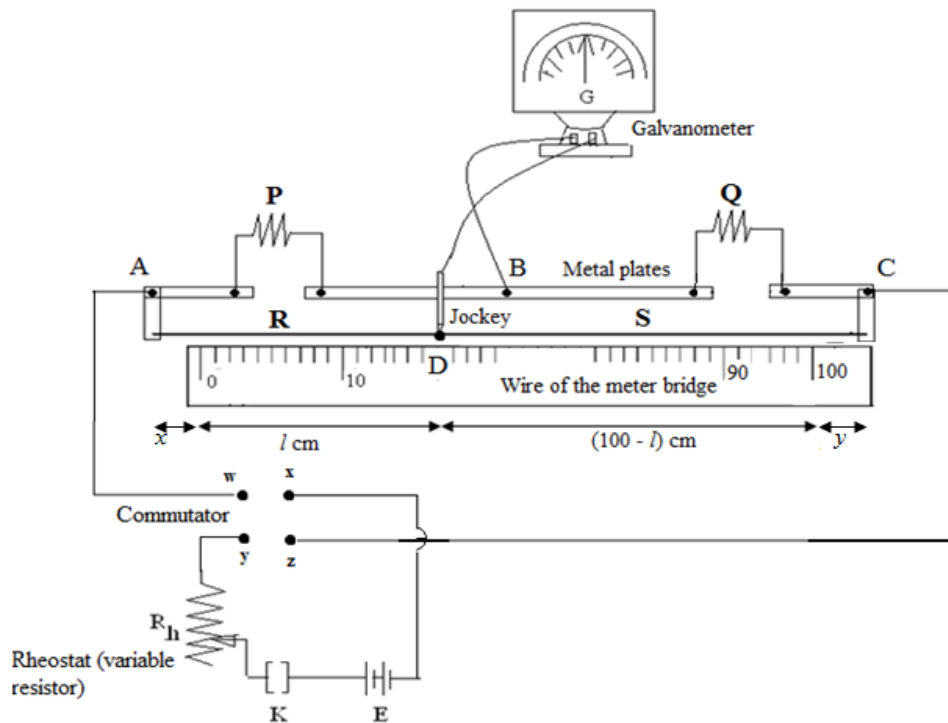 G
Galvanometer
P
Q
A
B
Metal plates
C
R
Jockey
S
D
0
10
Wire of the meter bridge
90
100
x
l cm
(100 - l) cm
y
w
x
Commutator
y
z
Rh
Rheostat (variable
resistor)
K
E